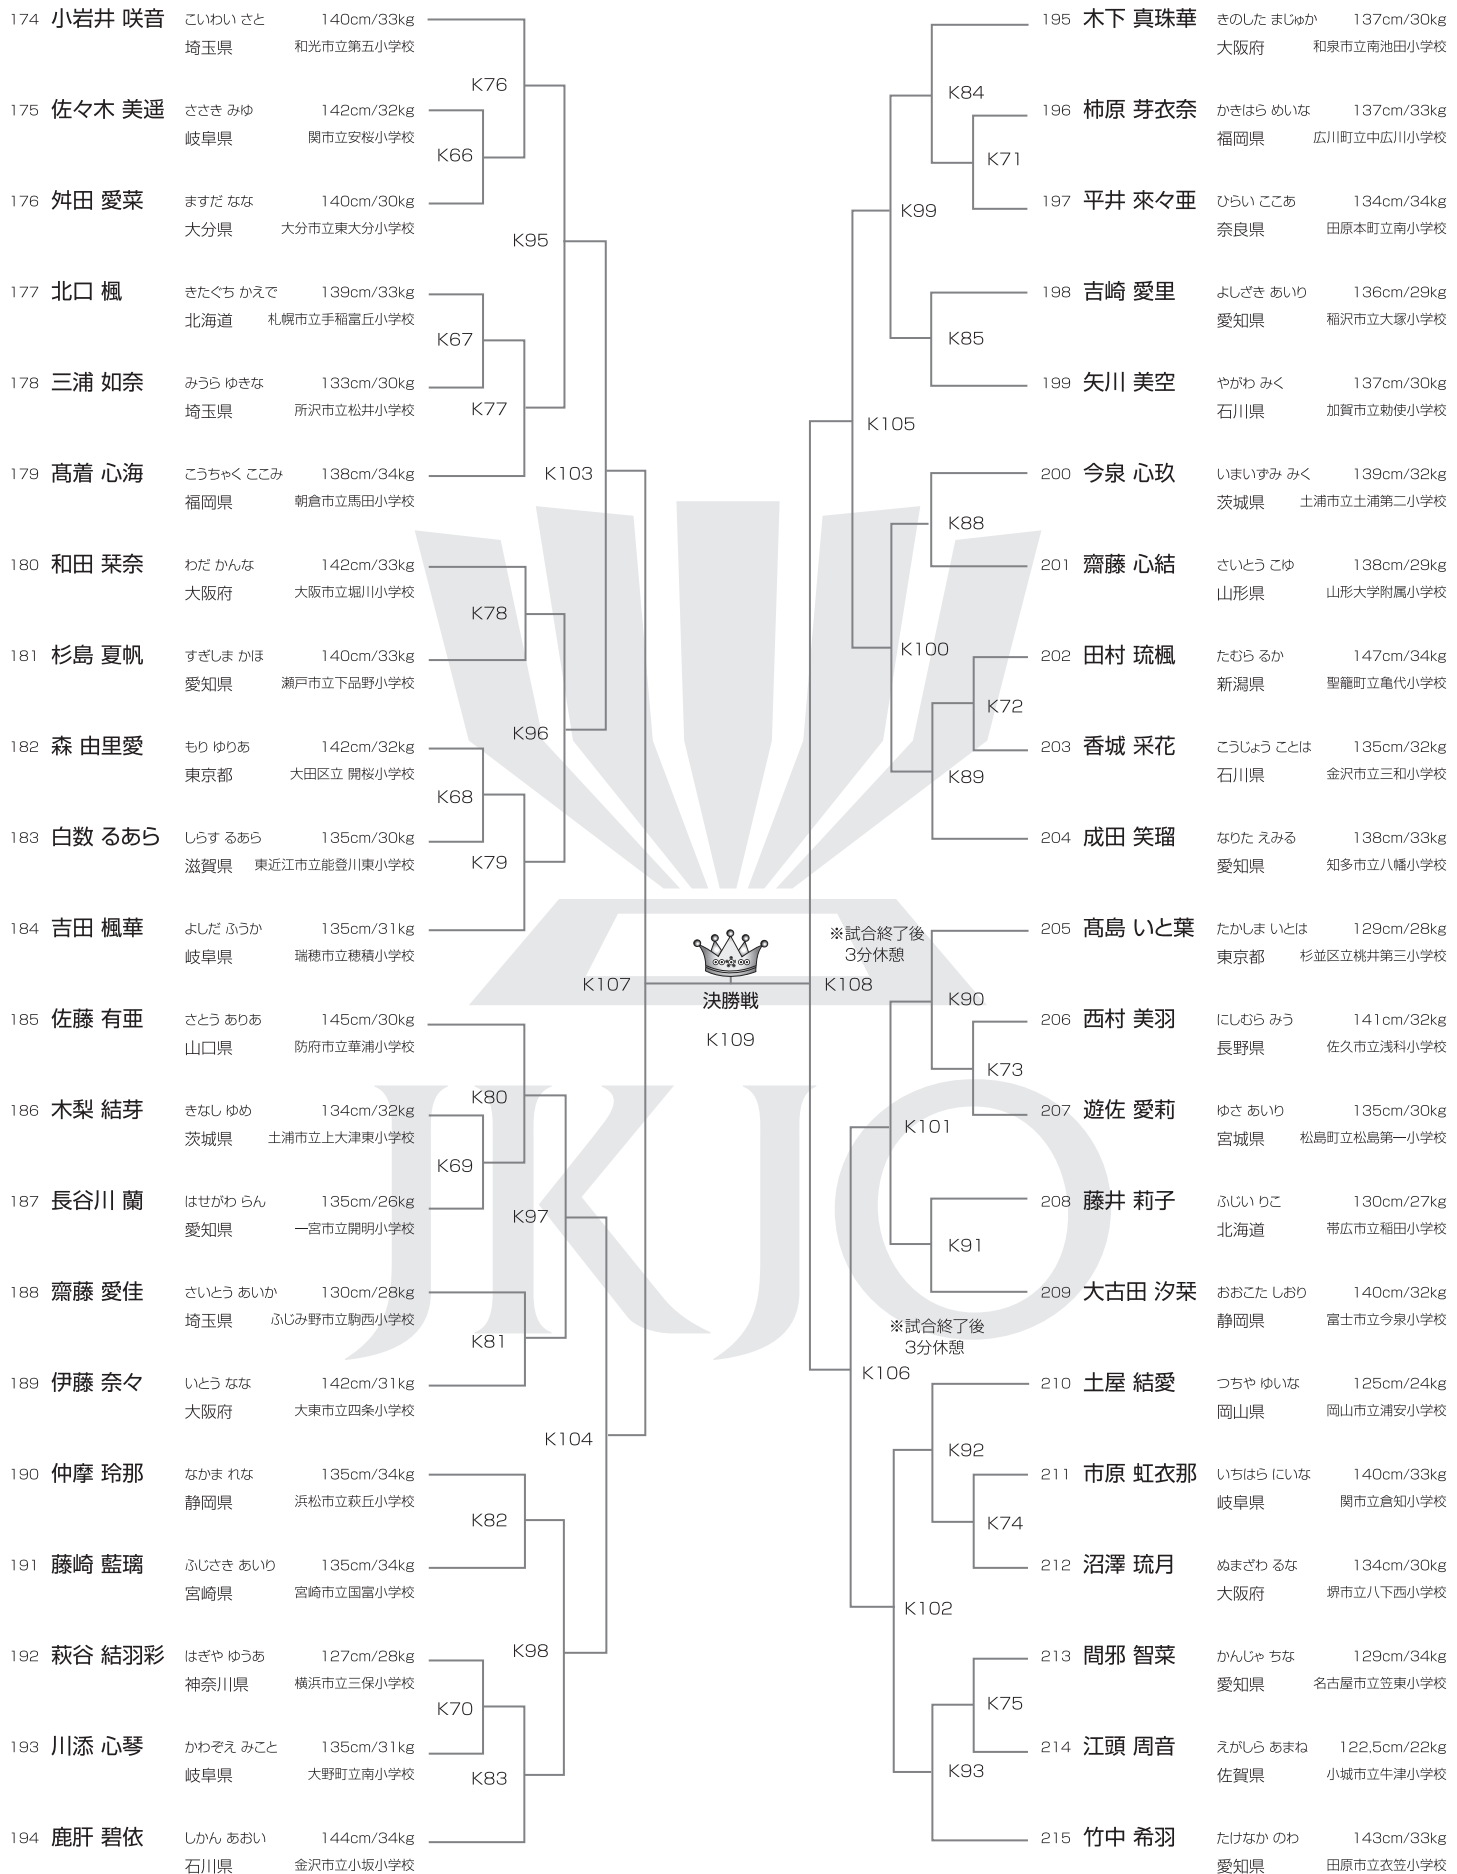 174 小岩井 咲音 こいわい さと 140cm/33kg
埼玉県 和光市立第五小学校
K76
175 佐々木 美遥 ささき みゆ 142cm/32kg
岐阜県 関市立安桜小学校
K66
176 舛田 愛菜 ますだ なな 140cm/30kg
大分県 大分市立東大分小学校
K95
177 北口 楓 きたぐち かえで 139cm/33kg
北海道 札幌市立手稲富丘小学校
K67
178 三浦 如奈 みうら ゆきな 133cm/30kg
埼玉県 所沢市立松井小学校
K77
179 髙着 心海 こうちゃく ここみ 138cm/34kg
福岡県 朝倉市立馬田小学校
K103
180 和田 栞奈 わだ かんな 142cm/33kg
大阪府 大阪市立堀川小学校
K78
181 杉島 夏帆 すぎしま かほ 140cm/33kg
愛知県 瀬戸市立下品野小学校
K96
182 森 由里愛 もり ゆりあ 142cm/32kg
東京都 大田区立 開桜小学校
K68
183 白数 るあら しらす るあら 135cm/30kg
滋賀県 東近江市立能登川東小学校
K79
184 吉田 楓華 よしだ ふうか 135cm/31kg
岐阜県 瑞穂市立穂積小学校
K107
185 佐藤 有亜 さとう ありあ 145cm/30kg
山口県 防府市立華浦小学校
K80
186 木梨 結芽 きなし ゆめ 134cm/32kg
茨城県 土浦市立上大津東小学校
K69
187 長谷川 蘭 はせがわ らん 135cm/26kg
愛知県 一宮市立開明小学校
K97
188 齋藤 愛佳 さいとう あいか 130cm/28kg
埼玉県 ふじみ野市立駒西小学校
K81
189 伊藤 奈々 いとう なな 142cm/31kg
大阪府 大東市立四条小学校
K104
190 仲摩 玲那 なかま れな 135cm/34kg
静岡県 浜松市立萩丘小学校
K82
191 藤崎 藍璃 ふじさき あいり 135cm/34kg
宮崎県 宮崎市立国富小学校
K98
192 萩谷 結羽彩 はぎや ゆうあ 127cm/28kg
神奈川県 横浜市立三保小学校
K70
193 川添 心琴 かわぞえ みこと 135cm/31kg
岐阜県 大野町立南小学校
K83
194 鹿肝 碧依 しかん あおい 144cm/34kg
石川県 金沢市立小坂小学校
決勝戦
K109
JKJO
195 木下 真珠華 きのした まじゅか 137cm/30kg
大阪府 和泉市立南池田小学校
K84
196 柿原 芽衣奈 かきはら めいな 137cm/33kg
福岡県 広川町立中広川小学校
K71
197 平井 來々亜 ひらい ここあ 134cm/34kg
奈良県 田原本町立南小学校
K99
198 吉崎 愛里 よしざき あいり 136cm/29kg
愛知県 稲沢市立大塚小学校
K85
199 矢川 美空 やがわ みく 137cm/30kg
石川県 加賀市立勅使小学校
K105
200 今泉 心玖 いまいずみ みく 139cm/32kg
茨城県 土浦市立土浦第二小学校
K88
201 齋藤 心結 さいとう こゆ 138cm/29kg
山形県 山形大学附属小学校
K100
202 田村 琉楓 たむら るか 147cm/34kg
新潟県 聖籠町立亀代小学校
K72
203 香城 采花 こうじょう ことは 135cm/32kg
石川県 金沢市立三和小学校
K89
204 成田 笑瑠 なりた えみる 138cm/33kg
愛知県 知多市立八幡小学校
※試合終了後
3分休憩
K108
205 髙島 いと葉 たかしま いとは 129cm/28kg
東京都 杉並区立桃井第三小学校
K90
206 西村 美羽 にしむら みう 141cm/32kg
長野県 佐久市立浅科小学校
K73
207 遊佐 愛莉 ゆさ あいり 135cm/30kg
宮城県 松島町立松島第一小学校
K101
208 藤井 莉子 ふじい りこ 130cm/27kg
北海道 帯広市立稲田小学校
K91
209 大古田 汐栞 おおこた しおり 140cm/32kg
静岡県 富士市立今泉小学校
※試合終了後
3分休憩
K106
210 土屋 結愛 つちや ゆいな 125cm/24kg
岡山県 岡山市立浦安小学校
K92
211 市原 虹衣那 いちはら にいな 140cm/33kg
岐阜県 関市立倉知小学校
K74
212 沼澤 琉月 ぬまざわ るな 134cm/30kg
大阪府 堺市立八下西小学校
K102
213 間邪 智菜 かんじゃ ちな 129cm/34kg
愛知県 名古屋市立笠東小学校
K75
214 江頭 周音 えがしら あまね 122.5cm/22kg
佐賀県 小城市立牛津小学校
K93
215 竹中 希羽 たけなか のわ 143cm/33kg
愛知県 田原市立衣笠小学校